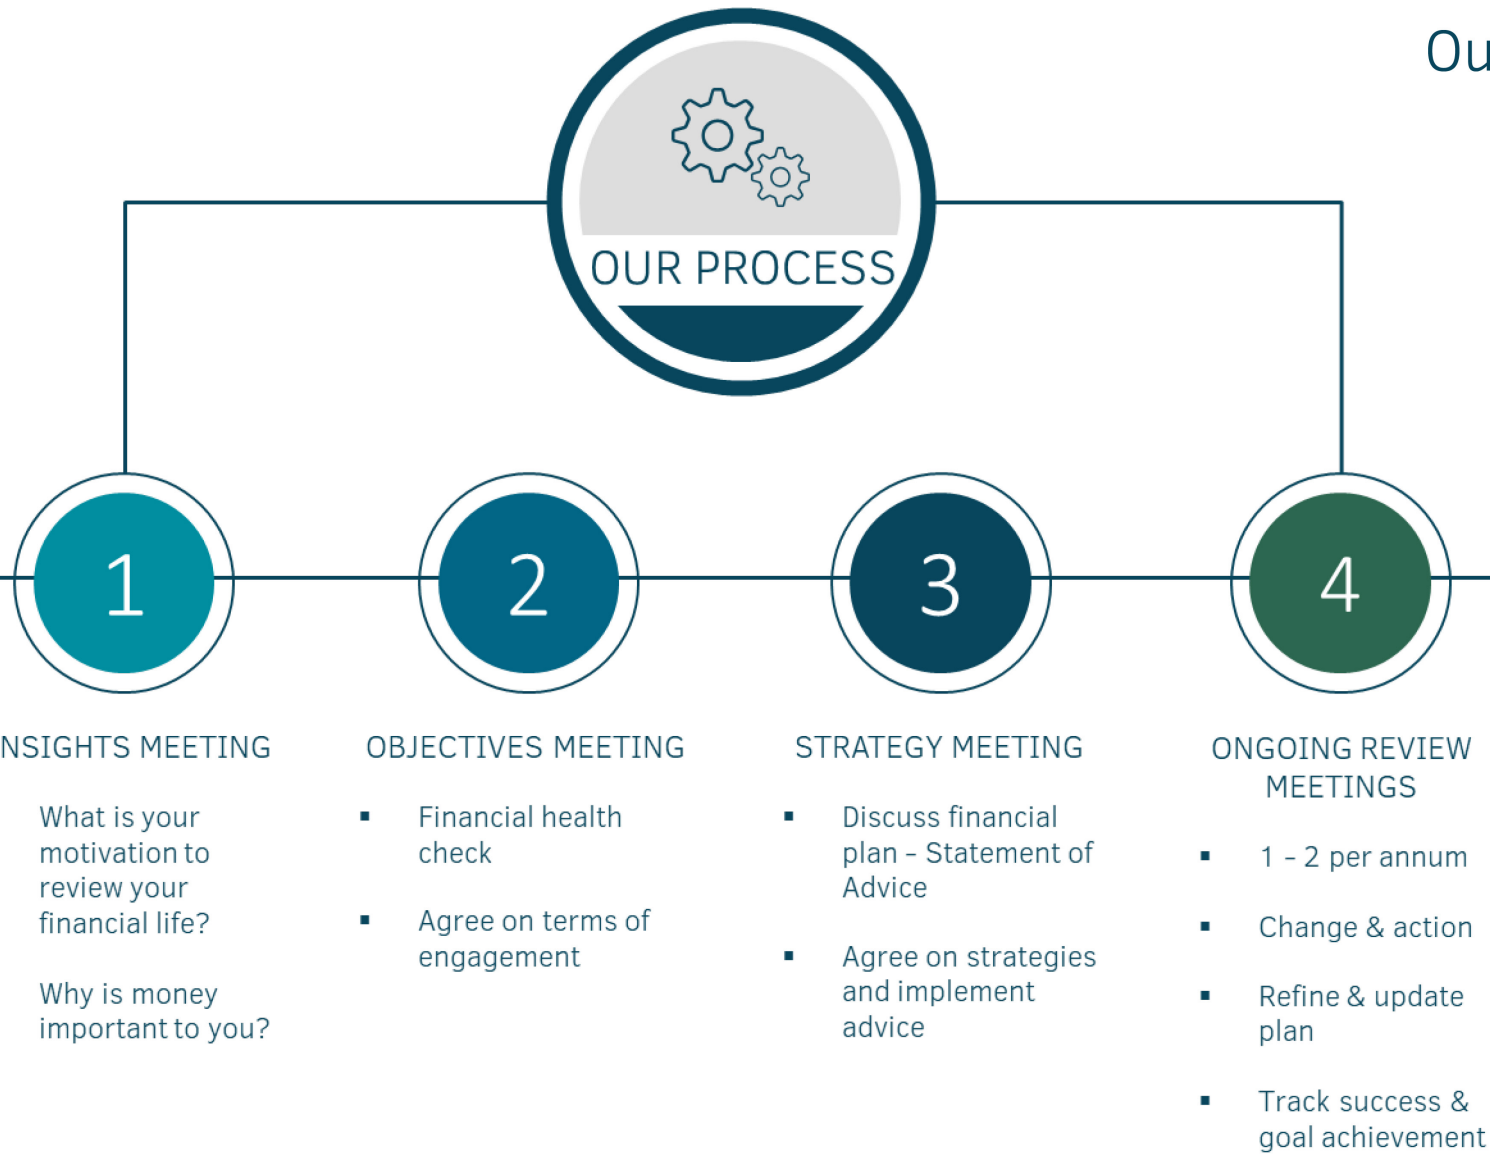 Ou
OUR PROCESS
1
2
3
4
NSIGHTS MEETING
What is your
motivation to
review your
financial life?
Why is money
important to you?
OBJECTIVES MEETING
▪ Financial health
check
▪ Agree on terms of
engagement
STRATEGY MEETING
▪ Discuss financial
plan – Statement of
Advice
▪ Agree on strategies
and implement
advice
ONGOING REVIEW
MEETINGS
▪ 1 – 2 per annum
▪ Change & action
▪ Refine & update
plan
▪ Track success &
goal achievement